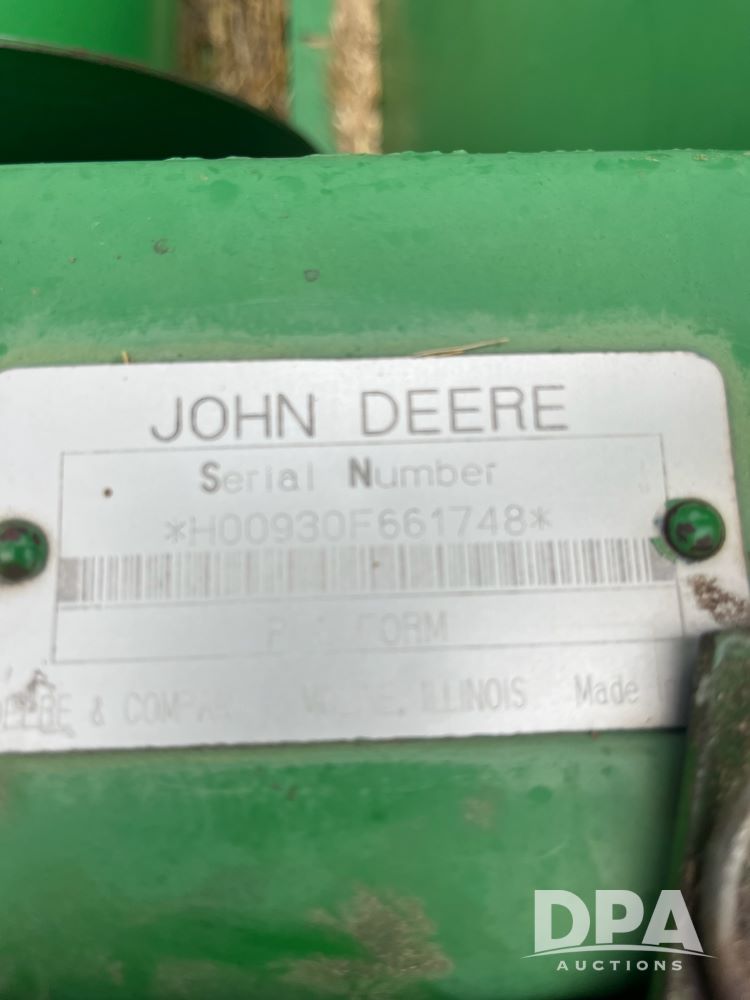 JOHN DEERE
Serial Number
*H00930F661748*
ILLINOIS Made
DPA
AUCTIONS